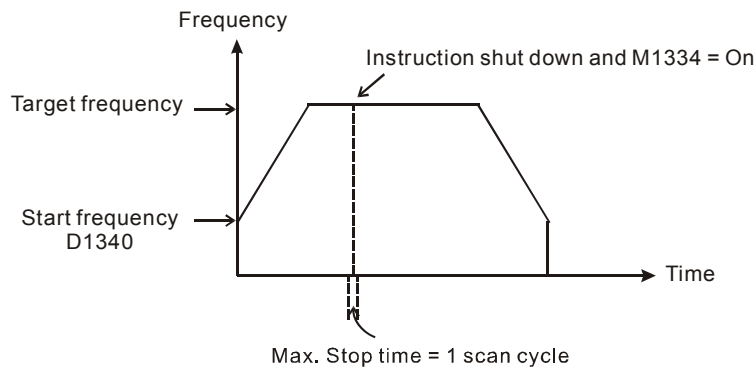 Frequency
Instruction shut down and M1334 = On
Target frequency
Start frequency
D1340
Time
Max. Stop time = 1 scan cycle